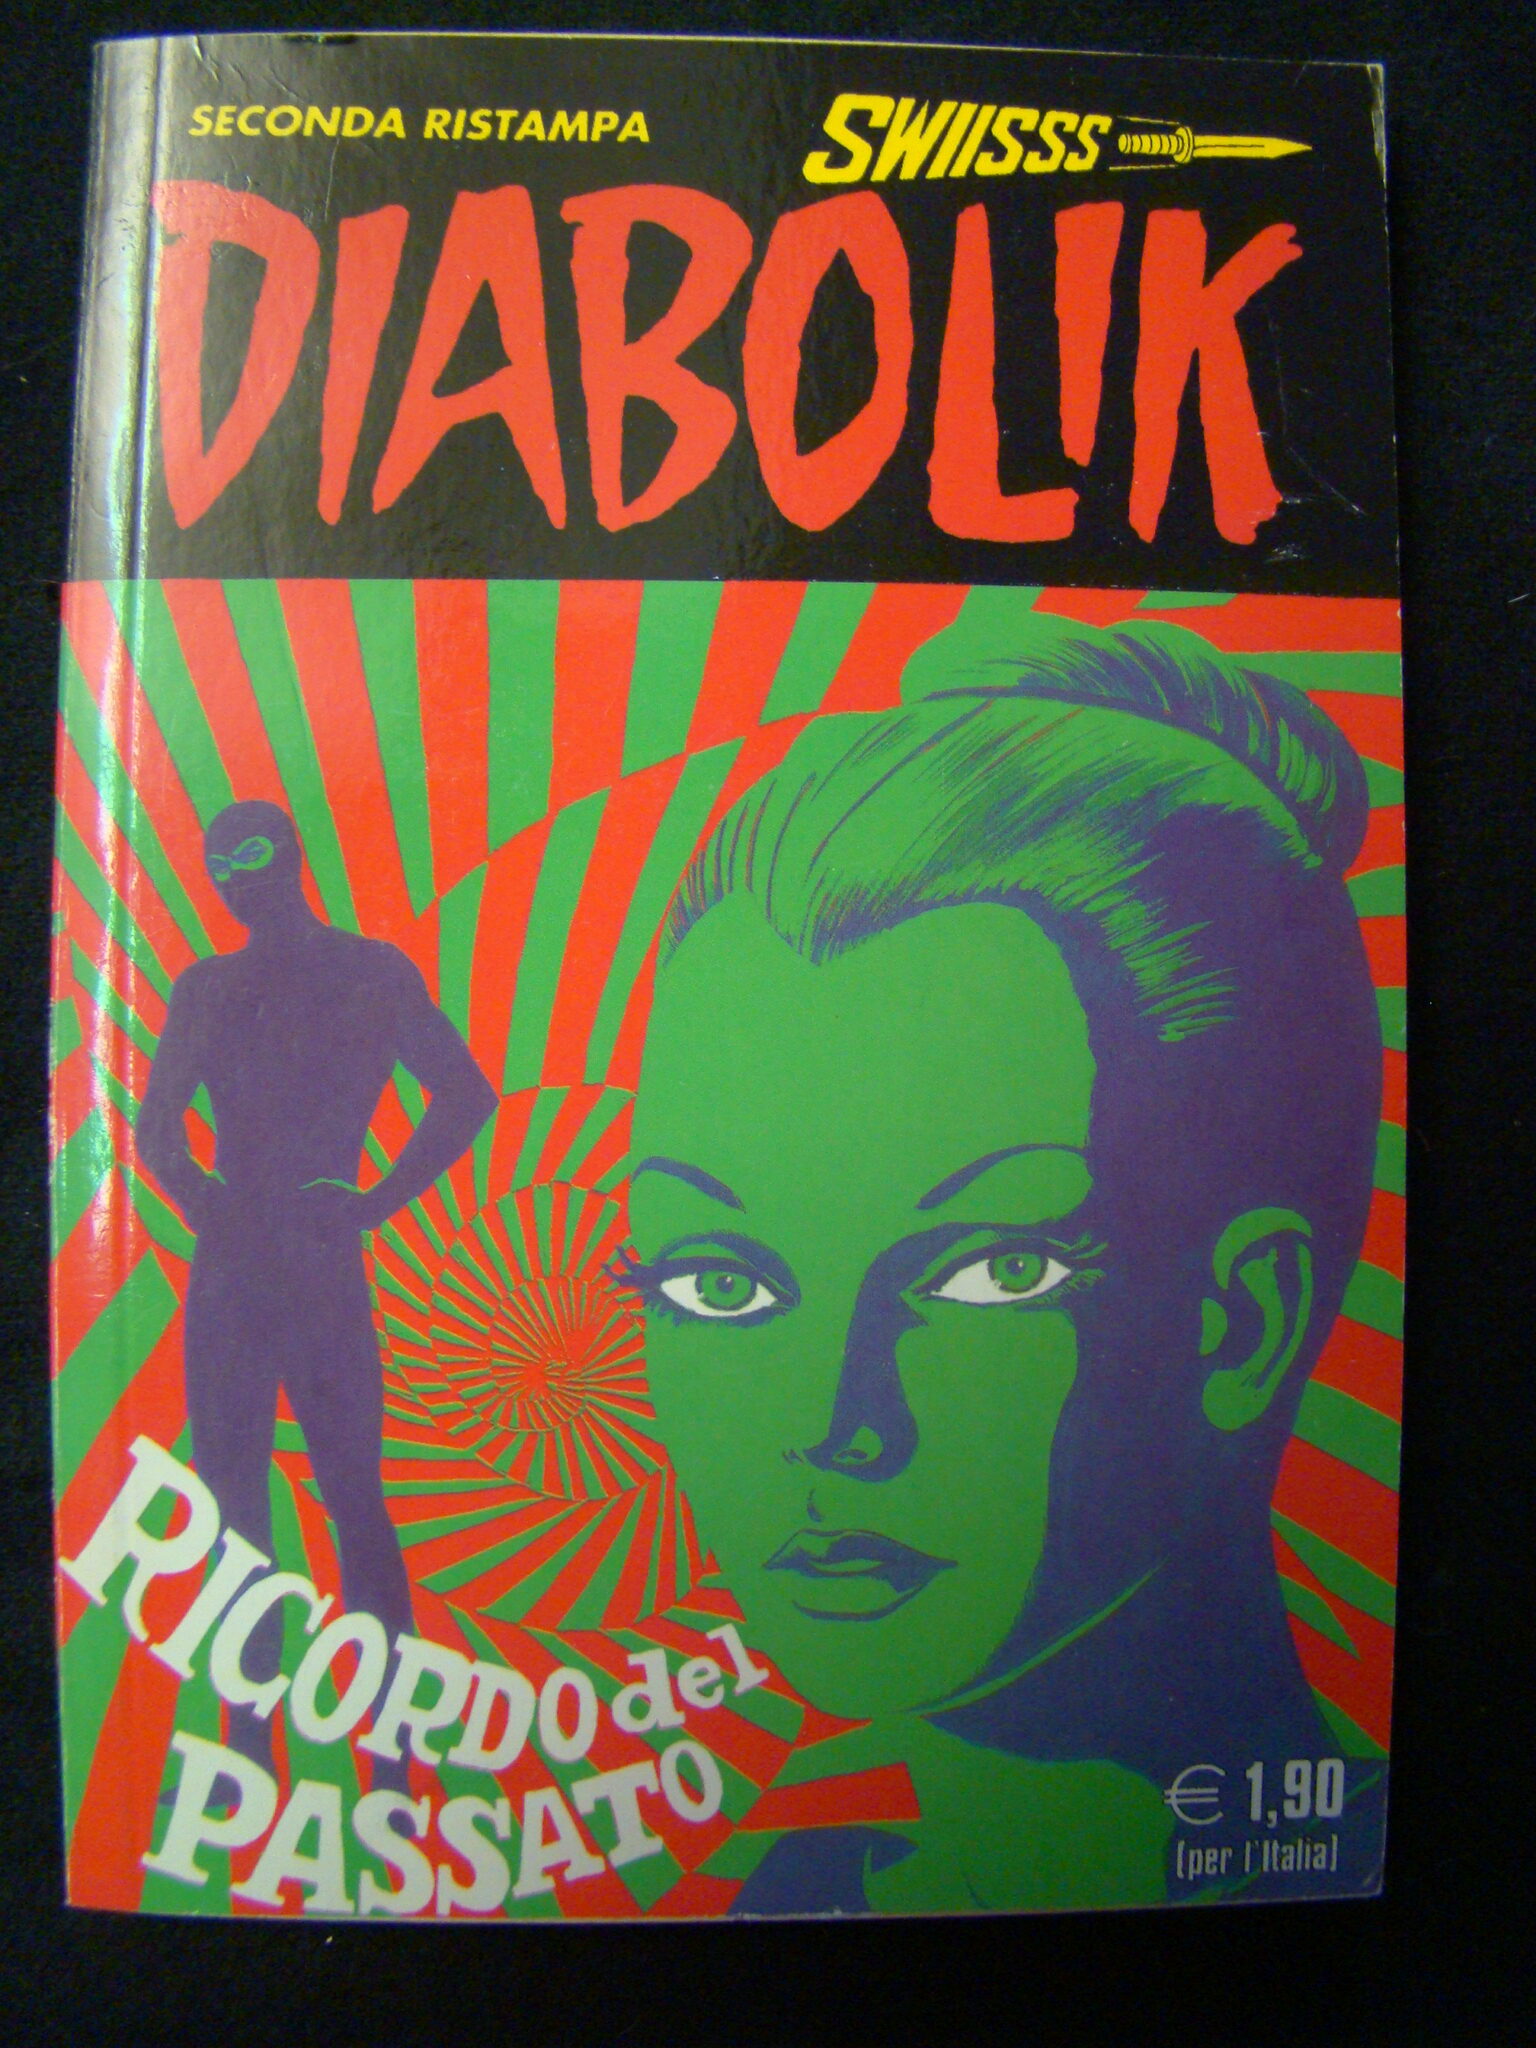 SECONDA RISTAMPA
SWIISSS
DIABOLIK
RICORDO del
PASSATO
€ 1,90
(per l'Italia)